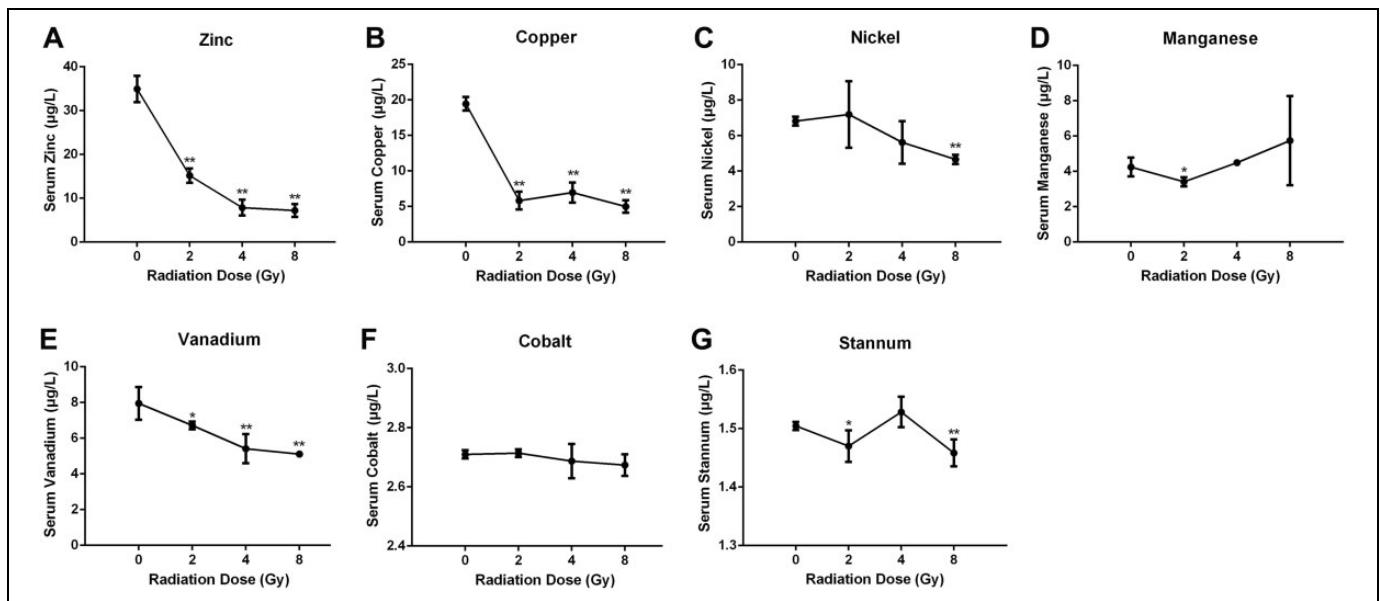 A Zinc
Serum Zinc (µg/L)
40
30
20
10
0
**
**
**
0 2 4 8
Radiation Dose (Gy)
B Copper
Serum Copper (µg/L)
25
20
15
10
5
0
**
**
**
0 2 4 8
Radiation Dose (Gy)
C Nickel
Serum Nickel (µg/L)
10
8
6
4
2
0
**
0 2 4 8
Radiation Dose (Gy)
D Manganese
Serum Manganese (µg/L)
10
8
6
4
2
0
*
0 2 4 8
Radiation Dose (Gy)
E Vanadium
Serum Vanadium (µg/L)
10
8
6
4
2
0
*
**
**
0 2 4 8
Radiation Dose (Gy)
F Cobalt
Serum Cobalt (µg/L)
3.0
2.8
2.6
2.4
0 2 4 8
Radiation Dose (Gy)
G Stannum
Serum Stannum (µg/L)
1.6
1.5
1.4
1.3
*
**
0 2 4 8
Radiation Dose (Gy)